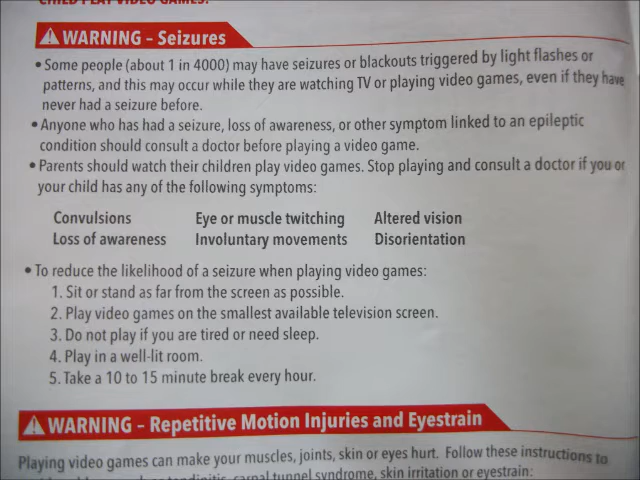 CHILD PLAY VIDEO GAMES.
WARNING – Seizures
• Some people (about 1 in 4000) may have seizures or blackouts triggered by light flashes or
patterns, and this may occur while they are watching TV or playing video games, even if they have
never had a seizure before.
• Anyone who has had a seizure, loss of awareness, or other symptom linked to an epileptic
condition should consult a doctor before playing a video game.
• Parents should watch their children play video games. Stop playing and consult a doctor if you or
your child has any of the following symptoms:
Convulsions Eye or muscle twitching Altered vision
Loss of awareness Involuntary movements Disorientation
• To reduce the likelihood of a seizure when playing video games:
1. Sit or stand as far from the screen as possible.
2. Play video games on the smallest available television screen.
3. Do not play if you are tired or need sleep.
4. Play in a well-lit room.
5. Take a 10 to 15 minute break every hour.
WARNING – Repetitive Motion Injuries and Eyestrain
Playing video games can make your muscles, joints, skin or eyes hurt. Follow these instructions to
tendinitis, carpal tunnel syndrome, skin irritation or eyestrain: